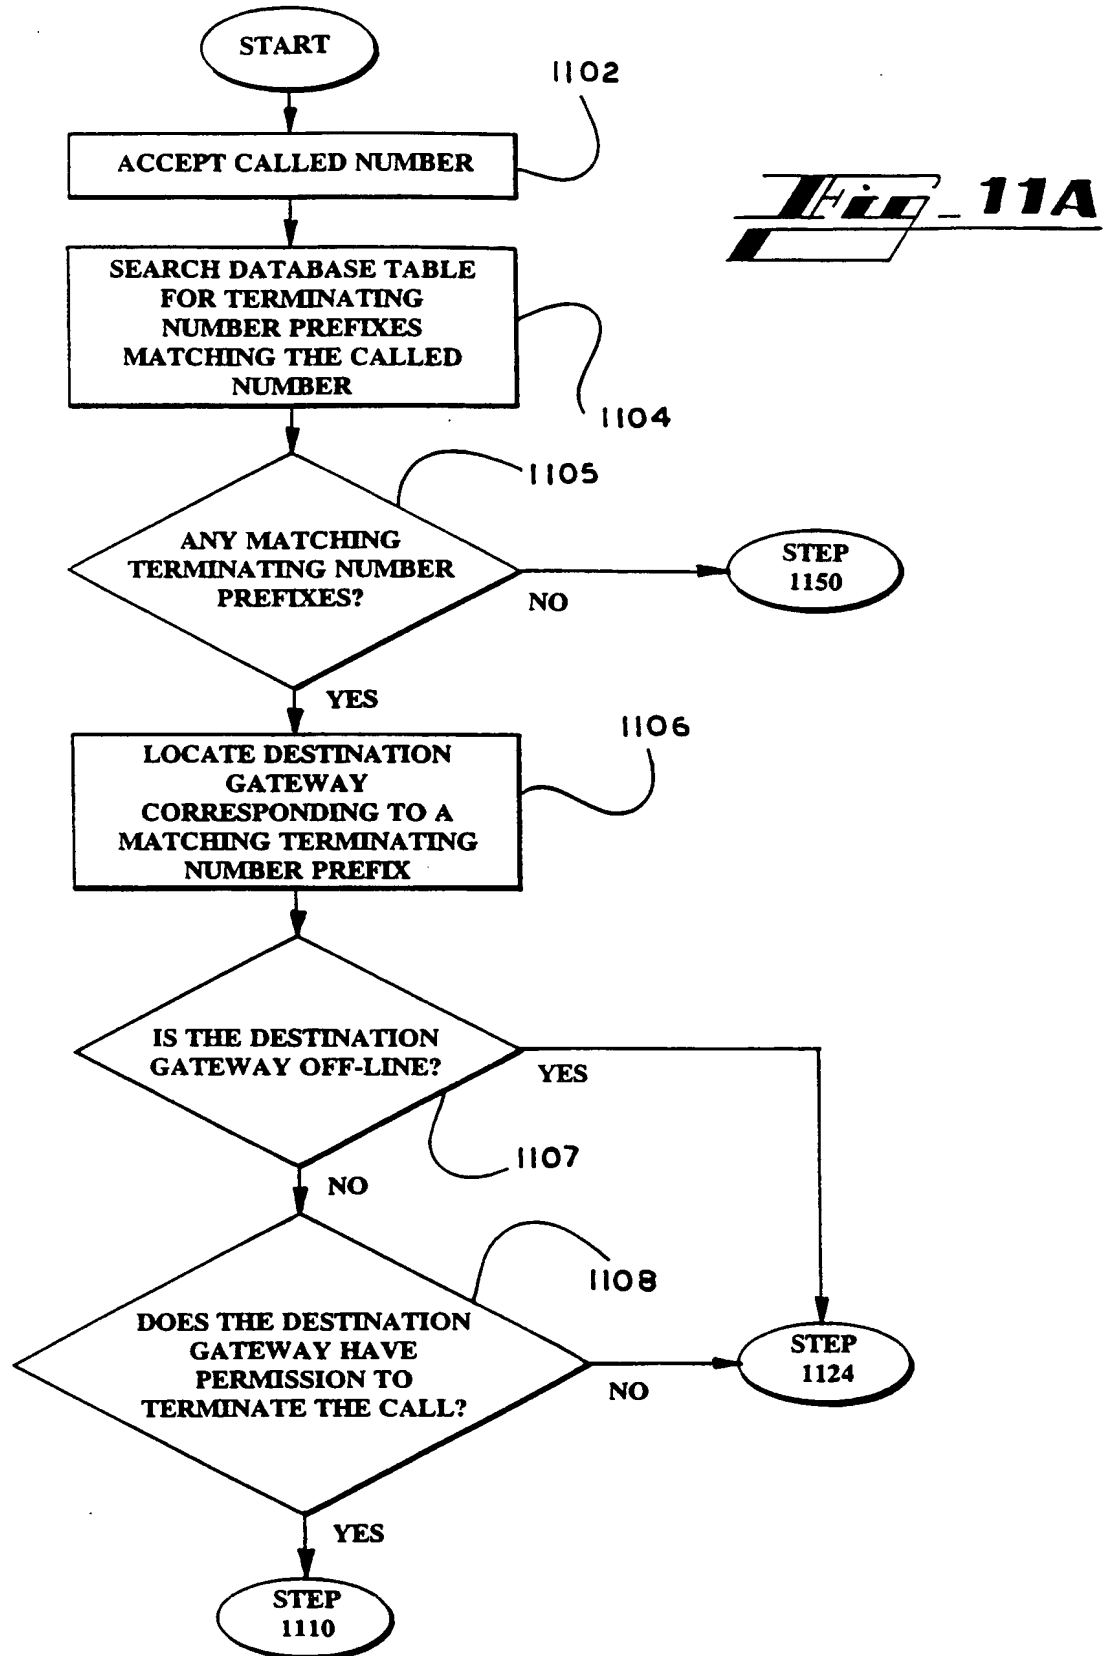 START
1102
ACCEPT CALLED NUMBER
Fig_11A
SEARCH DATABASE TABLE
FOR TERMINATING
NUMBER PREFIXES
MATCHING THE CALLED
NUMBER
1104
1105
ANY MATCHING
TERMINATING NUMBER
PREFIXES?
STEP
1150
NO
YES
1106
LOCATE DESTINATION
GATEWAY
CORRESPONDING TO A
MATCHING TERMINATING
NUMBER PREFIX
IS THE DESTINATION
GATEWAY OFF-LINE?
YES
1107
NO
1108
DOES THE DESTINATION
GATEWAY HAVE
PERMISSION TO
TERMINATE THE CALL?
STEP
1124
NO
YES
STEP
1110